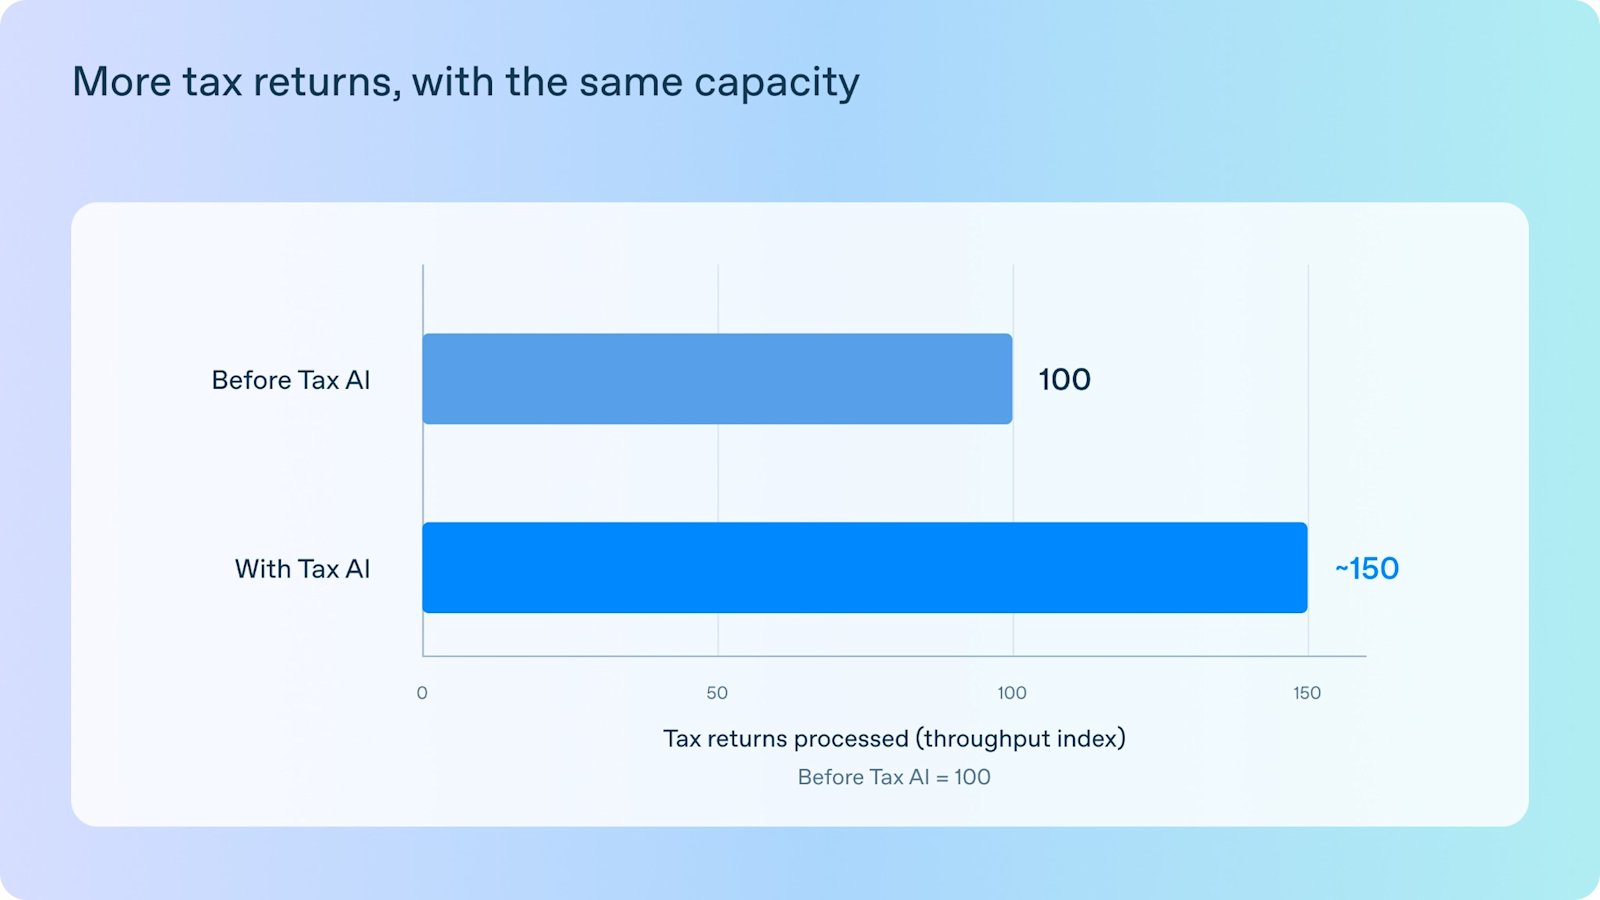 More tax returns, with the same capacity
Before Tax AI
100
With Tax AI
~150
0 50 100 150
Tax returns processed (throughput index)
Before Tax AI = 100